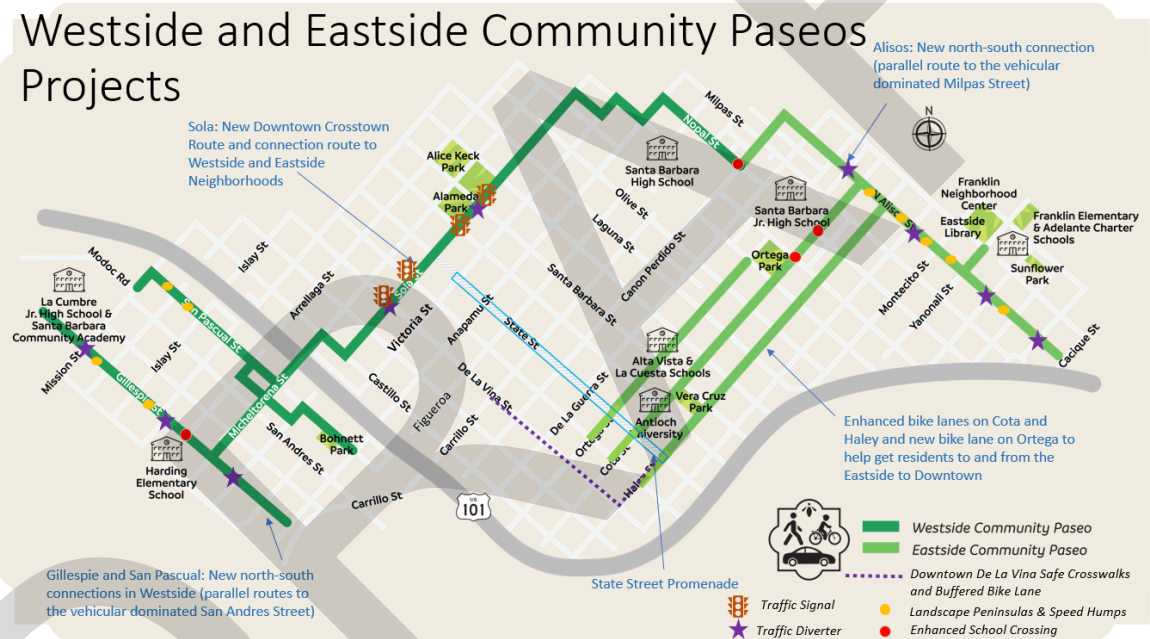 Westside and Eastside Community Paseos
Projects
Alisos: New north-south connection
(parallel route to the vehicular
dominated Milpas Street)
Sola: New Downtown Crosstown
Route and connection route to
Westside and Eastside
Neighborhoods
Milpas St
Nopal St
N
Alice Keck
Park
Santa Barbara
High School
Alameda
Park
Olive St
Santa Barbara
Jr. High School
N Alisos St
Franklin
Neighborhood
Center
Eastside
Library
Franklin Elementary
& Adelante Charter
Schools
Sunflower
Park
Laguna St
Canon Perdido St
Ortega
Park
Modoc Rd
Islay St
Arrellaga St
Sola St
Santa Barbara St
Montecito St
Yanonali St
La Cumbre
Jr. High School &
Santa Barbara
Community Academy
San Pascual St
Victoria St
Anapamu St
State St
Cacique St
Mission St
Islay St
Gillespie St
Micheltorena St
Castillo St
Figueroa
De La Vina St
De La Guerra St
Alta Vista &
La Cuesta Schools
Vera Cruz
Park
Antioch
University
Carrillo St
San Andres St
Bohnett
Park
Ortega
Cota St
Haley St
Harding
Elementary
School
Carrillo St
US
101
Enhanced bike lanes on Cota and
Haley and new bike lane on Ortega to
help get residents to and from the
Eastside to Downtown
Gillespie and San Pascual: New north-south
connections in Westside (parallel routes to
the vehicular dominated San Andres Street)
State Street Promenade
Westside Community Paseo
Eastside Community Paseo
Downtown De La Vina Safe Crosswalks
and Buffered Bike Lane
Traffic Signal
Landscape Peninsulas & Speed Humps
Traffic Diverter
Enhanced School Crossing